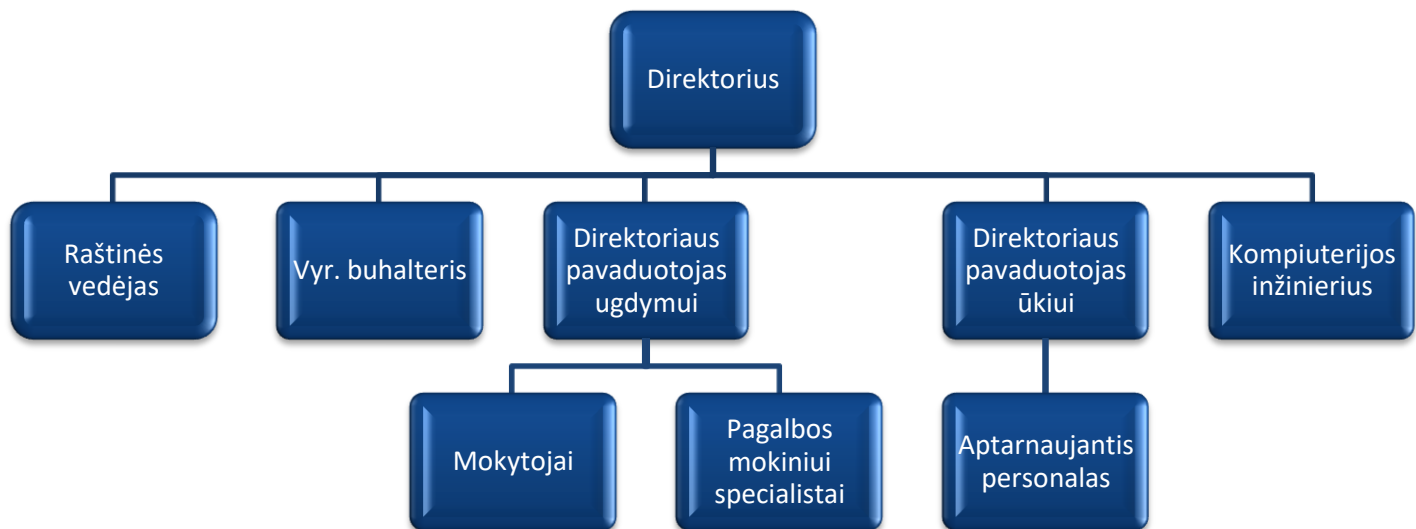 Direktorius
Raštinės
vedėjas
Vyr. buhalteris
Direktoriaus
pavaduotojas
ugdymui
Direktoriaus
pavaduotojas
ūkiui
Kompiuterijos
inžinierius
Mokytojai
Pagalbos
mokiniui
specialistai
Aptarnaujantis
personalas